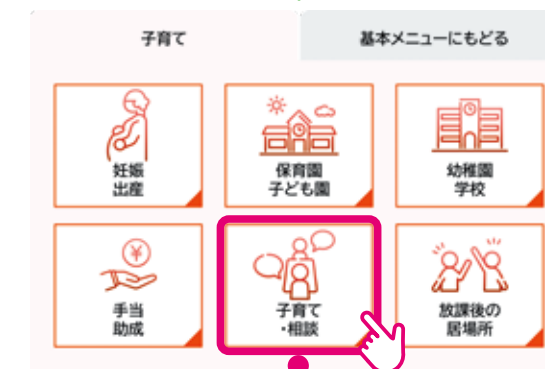 子育て
基本メニューにもどる
妊娠
出産
保育園
子ども園
幼稚園
学校
手当
助成
子育て
・相談
放課後の
居場所